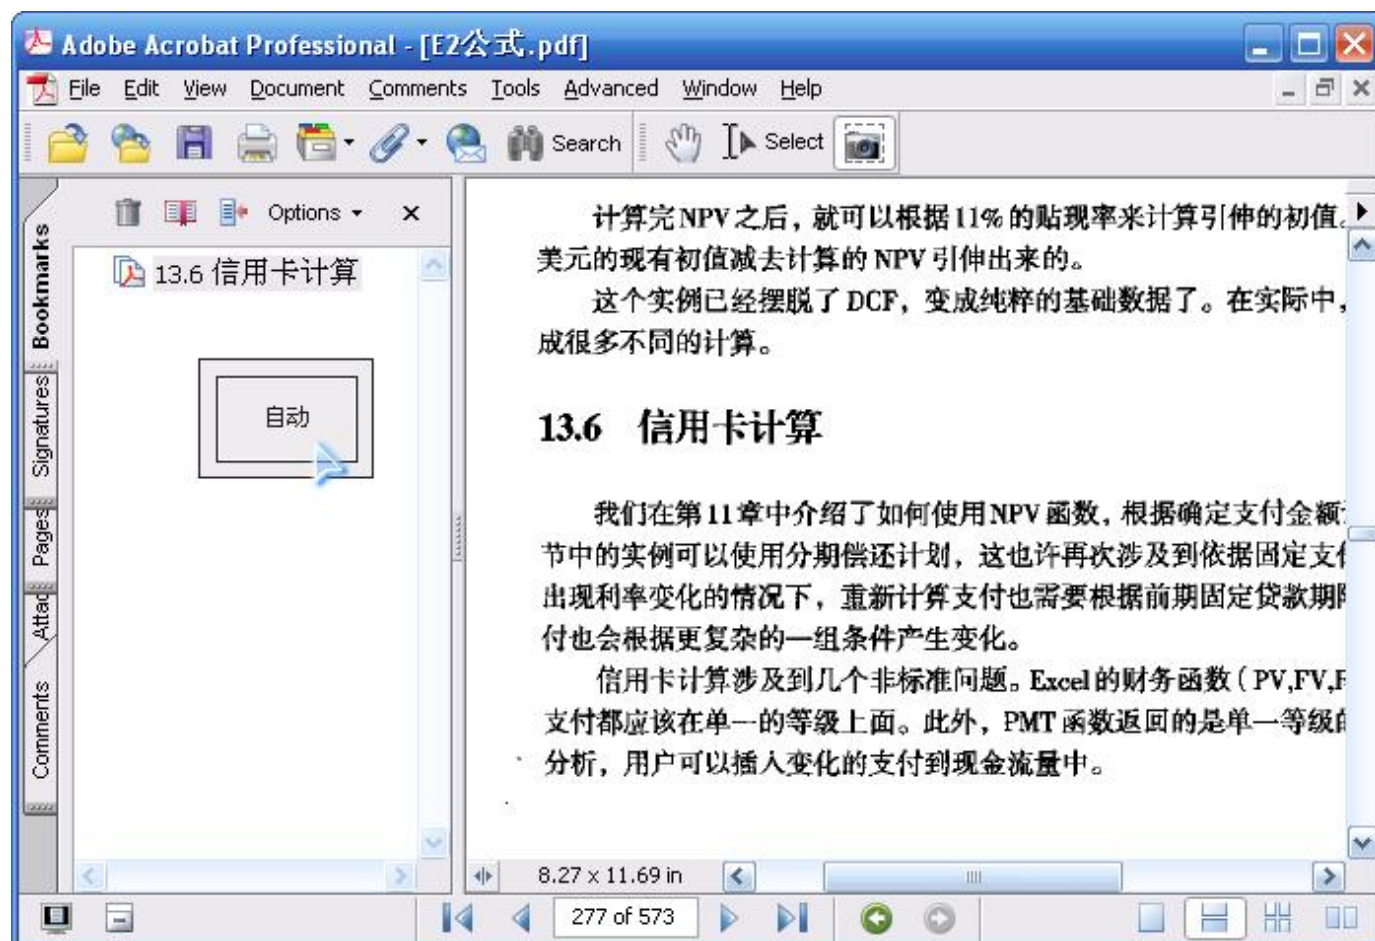 Adobe Acrobat Professional - [E2公式.pdf]
File Edit View Document Comments Tools Advanced Window Help
Search Select
Bookmarks
Signatures
Pages
Attac
Comments
Options
13.6 信用卡计算
自动
计算完NPV之后，就可以根据11%的贴现率来计算引伸的初值。
美元的现有初值减去计算的NPV引伸出来的。
这个实例已经摆脱了DCF，变成纯粹的基础数据了。在实际中，
成很多不同的计算。
13.6 信用卡计算
我们在第11章中介绍了如何使用NPV函数，根据确定支付金额
节中的实例可以使用分期偿还计划，这也许再次涉及到依据固定支付
出现利率变化的情况下，重新计算支付也需要根据前期固定贷款期限
付也会根据更复杂的一组条件产生变化。
信用卡计算涉及到几个非标准问题。Excel的财务函数（PV,FV,
支付都应该在单一的等级上面。此外，PMT函数返回的是单一等级的
分析，用户可以插入变化的支付到现金流量中。
8.27 x 11.69 in
277 of 573